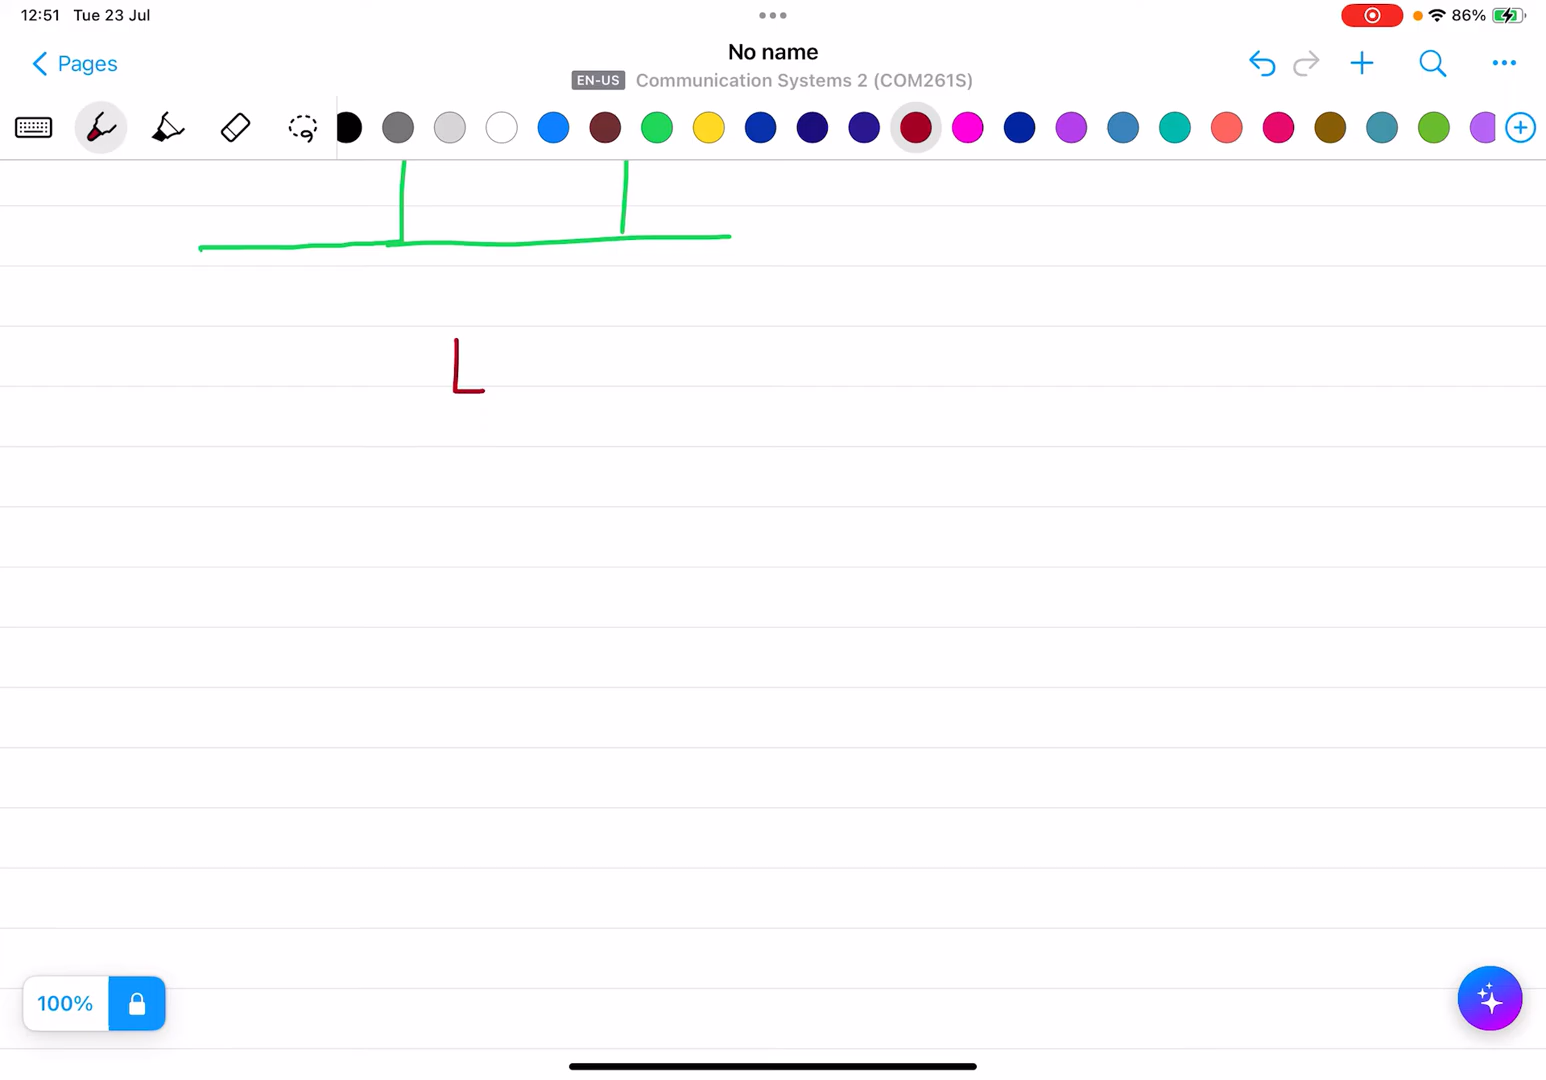 12:51 Tue 23 Jul
86%
Pages
No name
EN-US Communication Systems 2 (COM261S)
L
100%